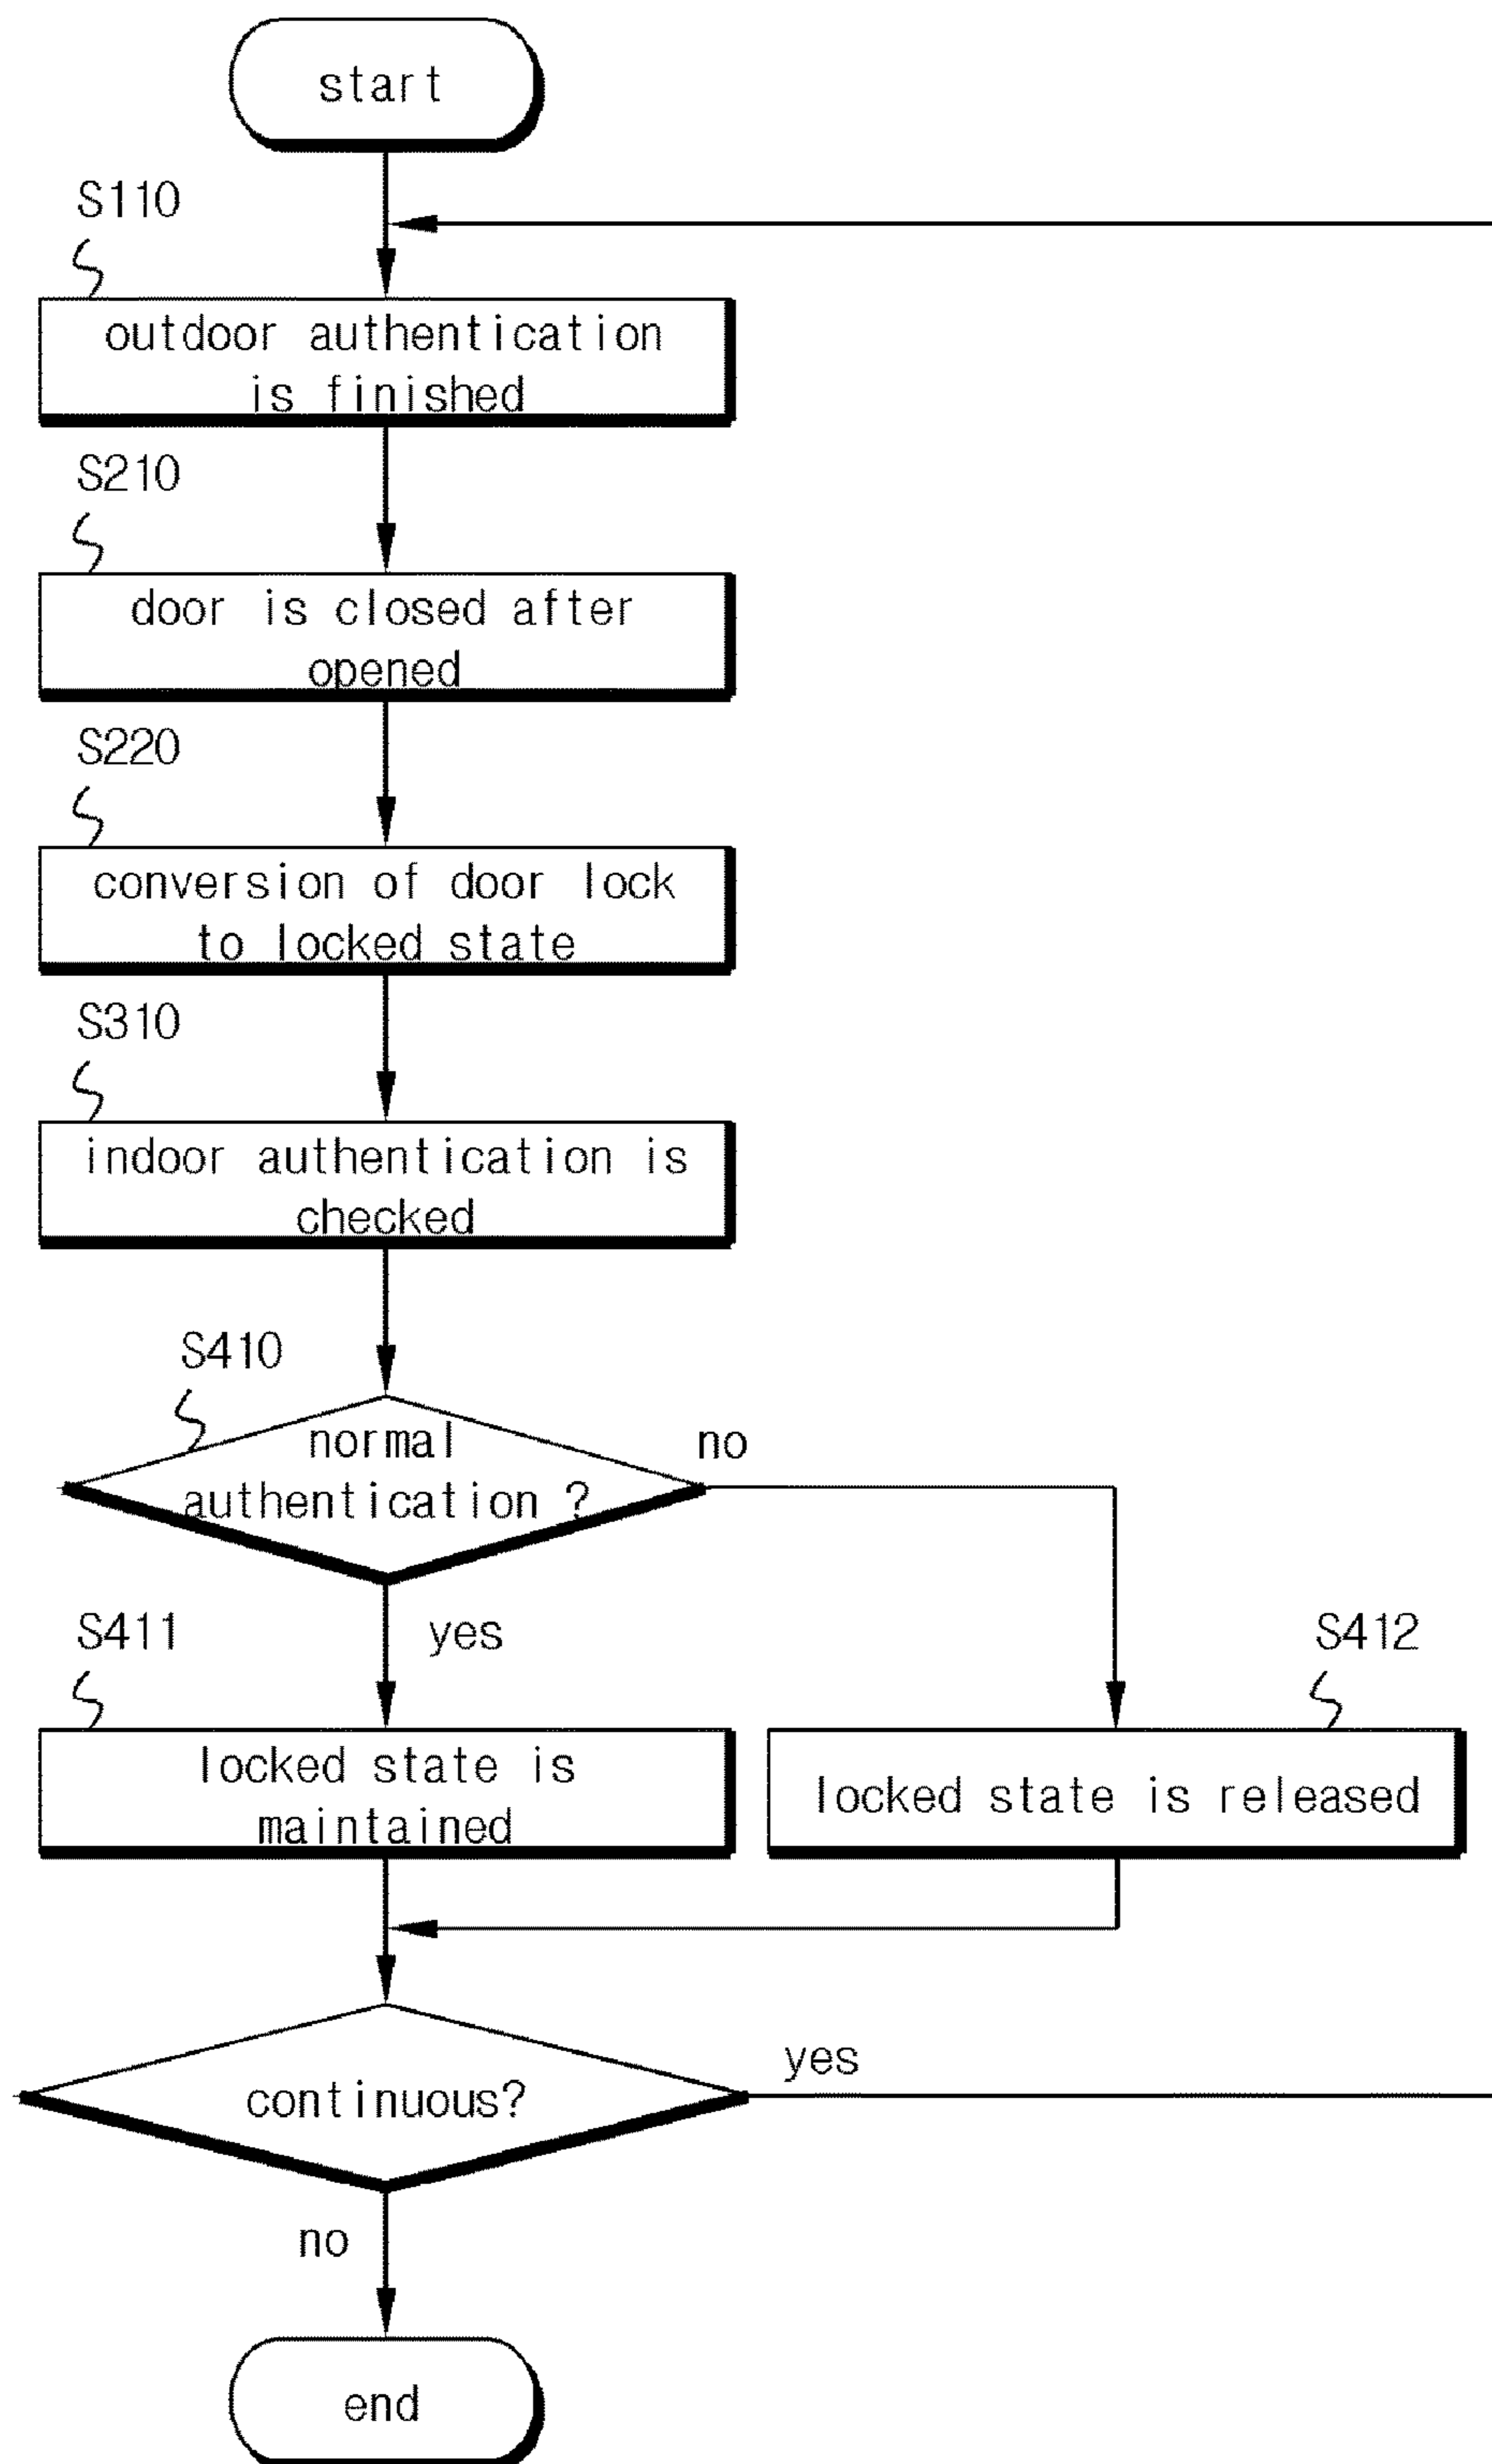 start
S110
outdoor authentication
is finished
S210
door is closed after
opened
S220
conversion of door lock
to locked state
S310
indoor authentication is
checked
S410
normal
authentication ?
no
yes
S411
locked state is
maintained
S412
locked state is released
continuous?
yes
no
end